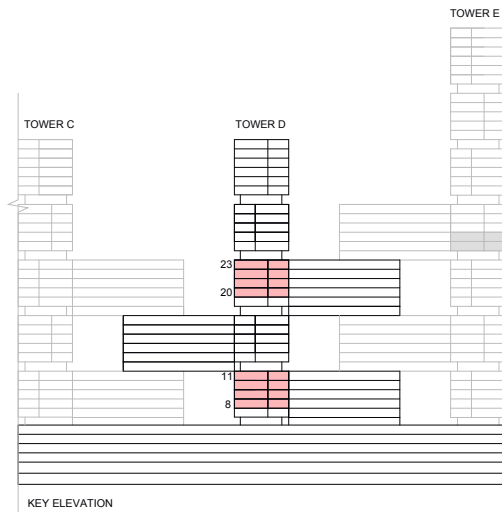 TOWER E
TOWER C
TOWER D
23
20
11
8
KEY ELEVATION